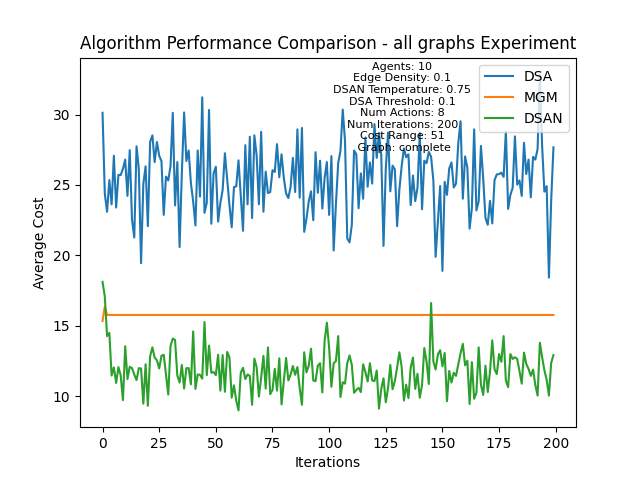 Algorithm Performance Comparison - all graphs Experiment
Agents: 10
Edge Density: 0.1
DSAN Temperature: 0.75
DSA Threshold: 0.1
Num Actions: 8
Num Iterations: 200
Cost Range: 51
Graph: complete
DSA
MGM
DSAN
Average Cost
30
25
20
15
10
0
25
50
75
100
125
150
175
200
Iterations